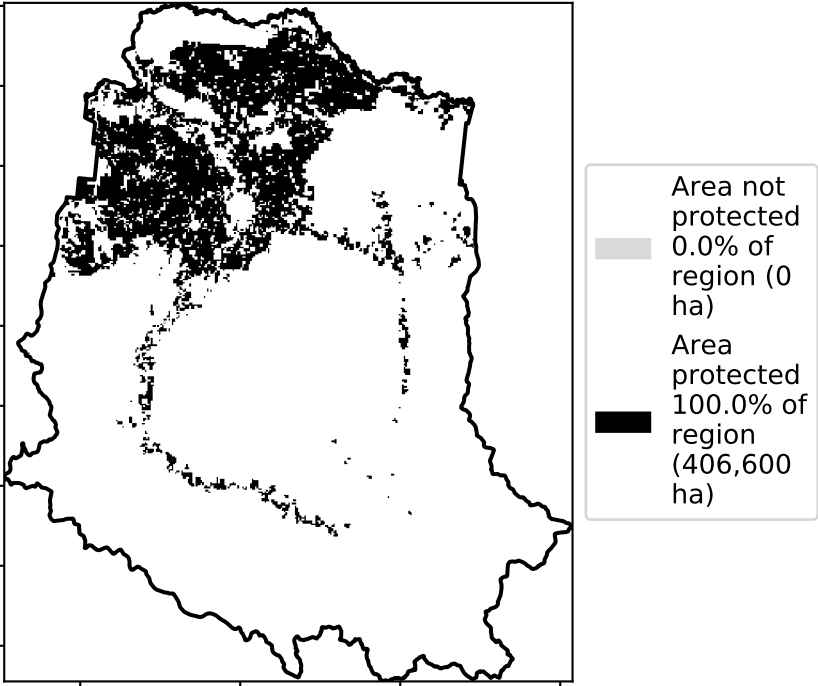 Area not
protected
0.0% of
region (0
ha)
Area
protected
100.0% of
region
(406,600
ha)